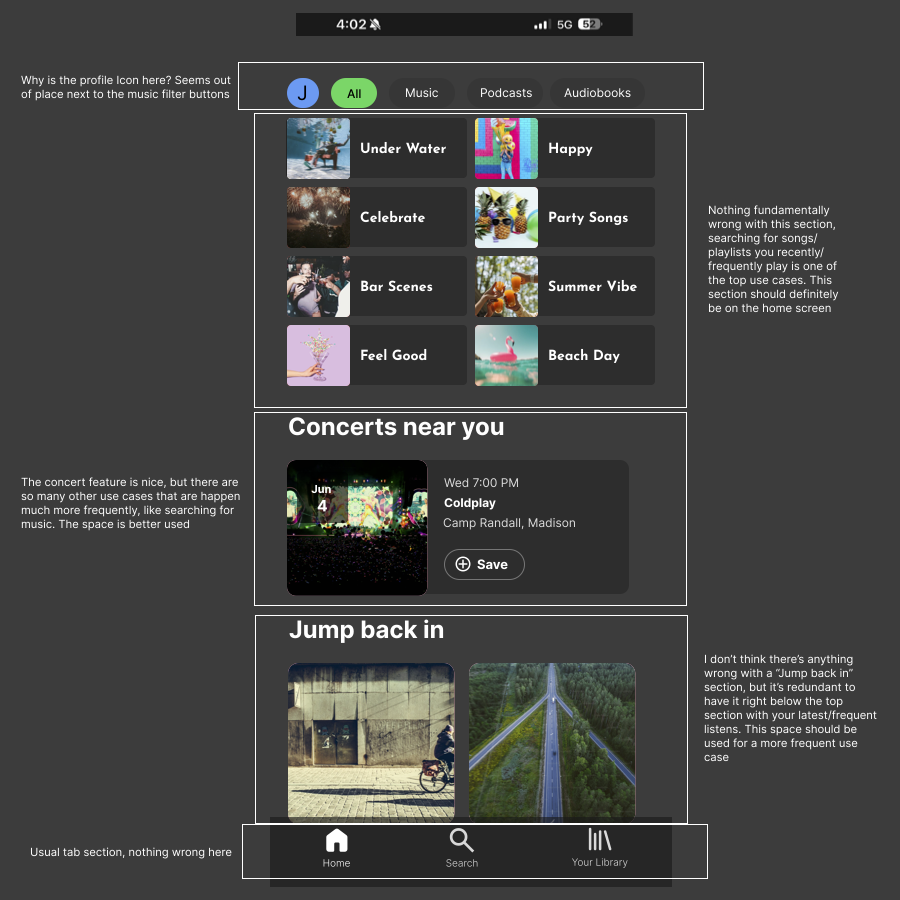 4:02
5G 52
Why is the profile Icon here? Seems out
of place next to the music filter buttons
J All Music Podcasts Audiobooks
Under Water
Happy
Celebrate
Party Songs
Bar Scenes
Summer Vibe
Feel Good
Beach Day
Nothing fundamentally
wrong with this section,
searching for songs/
playlists you recently/
frequently play is one of
the top use cases. This
section should definitely
be on the home screen
Concerts near you
Jun
4
Wed 7:00 PM
Coldplay
Camp Randall, Madison
Save
The concert feature is nice, but there are
so many other use cases that are happen
much more frequently, like searching for
music. The space is better used
Jump back in
I don’t think there’s anything
wrong with a “Jump back in”
section, but it’s redundant to
have it right below the top
section with your latest/frequent
listens. This space should be
used for a more frequent use
case
Usual tab section, nothing wrong here
Home
Search
Your Library